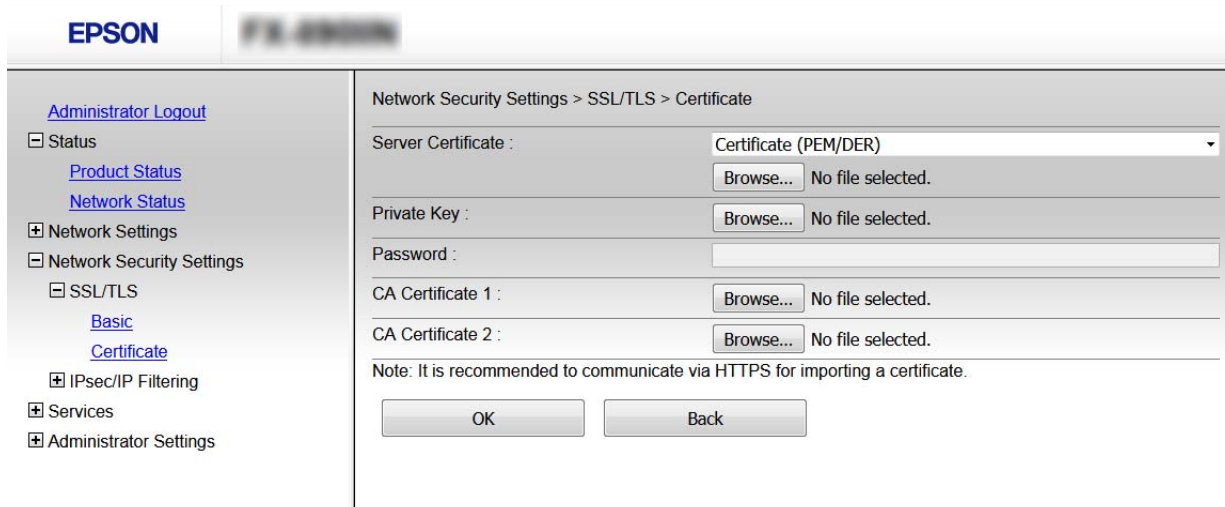 EPSON
Administrator Logout
Status
Product Status
Network Status
Network Settings
Network Security Settings
SSL/TLS
Basic
Certificate
IPsec/IP Filtering
Services
Administrator Settings
Network Security Settings > SSL/TLS > Certificate
Server Certificate : Certificate (PEM/DER)
Browse... No file selected.
Private Key : Browse... No file selected.
Password :
CA Certificate 1 : Browse... No file selected.
CA Certificate 2 : Browse... No file selected.
Note: It is recommended to communicate via HTTPS for importing a certificate.
OK Back